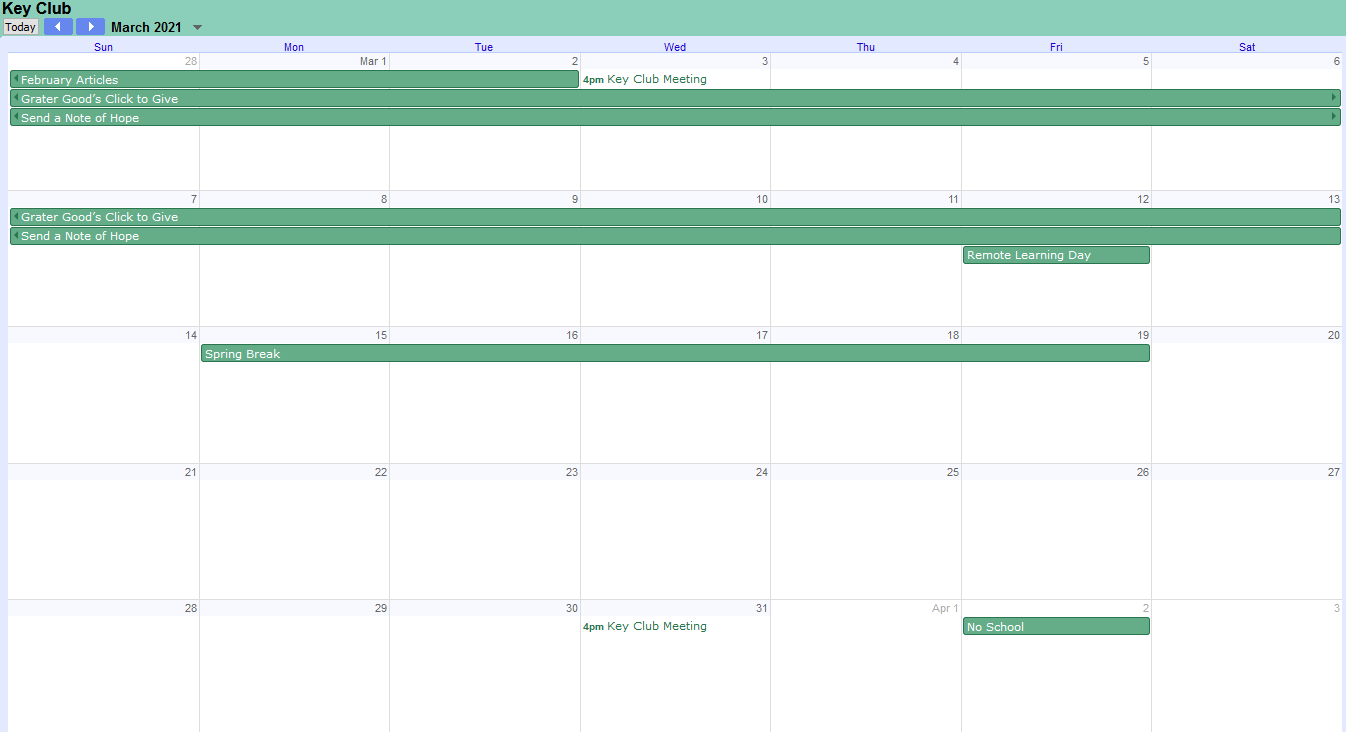 Key Club
Today March 2021
Sun Mon Tue Wed Thu Fri Sat
28 Mar 1 2 3 4 5 6
February Articles 4pm Key Club Meeting
Grater Good’s Click to Give
Send a Note of Hope
7 8 9 10 11 12 13
Grater Good’s Click to Give
Send a Note of Hope
Remote Learning Day
14 15 16 17 18 19 20
Spring Break
21 22 23 24 25 26 27
28 29 30 31 Apr 1 2 3
4pm Key Club Meeting No School